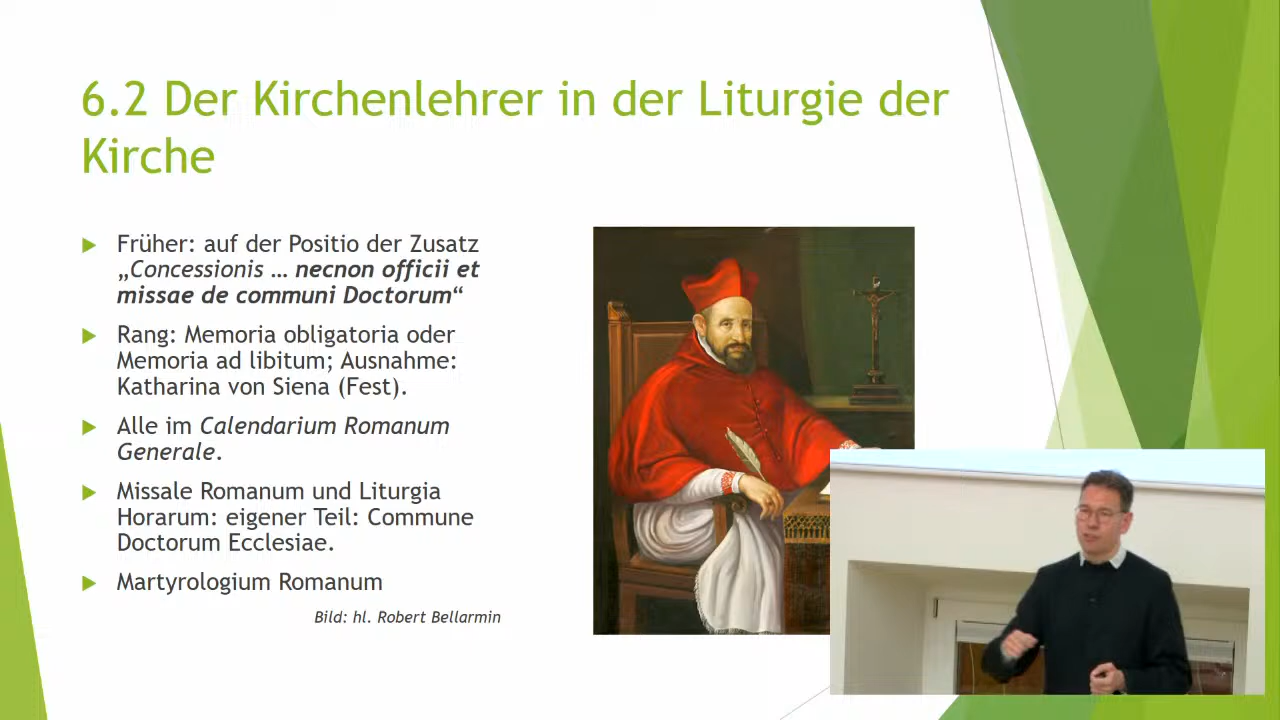 6.2 Der Kirchenlehrer in der Liturgie der
Kirche
Früher: auf der Positio der Zusatz
„Concessionis … necnon officii et
missae de communi Doctorum“
Rang: Memoria obligatoria oder
Memoria ad libitum; Ausnahme:
Katharina von Siena (Fest).
Alle im Calendarium Romanum
Generale.
Missale Romanum und Liturgia
Horarum: eigener Teil: Commune
Doctorum Ecclesiae.
Martyrologium Romanum
Bild: hl. Robert Bellarmin